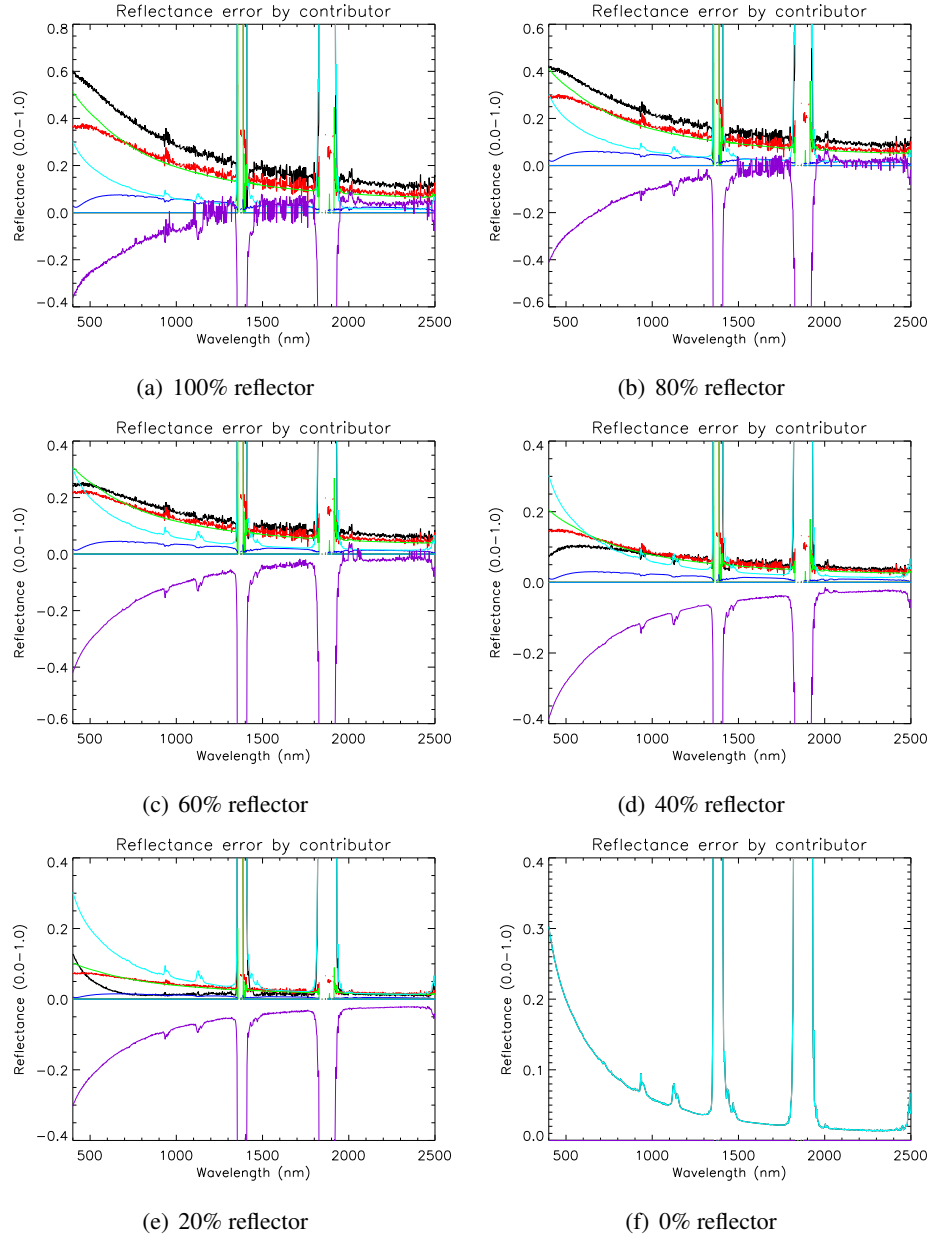 Reflectance error by contributor
Reflectance (0.0−1.0)
0.8
0.6
0.4
0.2
0.0
−0.2
−0.4
500 1000 1500 2000 2500
Wavelength (nm)
(a) 100% reflector
Reflectance error by contributor
Reflectance (0.0−1.0)
0.6
0.4
0.2
0.0
−0.2
−0.4
−0.6
500 1000 1500 2000 2500
Wavelength (nm)
(b) 80% reflector
Reflectance error by contributor
Reflectance (0.0−1.0)
0.4
0.2
0.0
−0.2
−0.4
−0.6
500 1000 1500 2000 2500
Wavelength (nm)
(c) 60% reflector
Reflectance error by contributor
Reflectance (0.0−1.0)
0.4
0.2
0.0
−0.2
−0.4
500 1000 1500 2000 2500
Wavelength (nm)
(d) 40% reflector
Reflectance error by contributor
Reflectance (0.0−1.0)
0.4
0.2
0.0
−0.2
−0.4
500 1000 1500 2000 2500
Wavelength (nm)
(e) 20% reflector
Reflectance error by contributor
Reflectance (0.0−1.0)
0.4
0.3
0.2
0.1
0.0
500 1000 1500 2000 2500
Wavelength (nm)
(f) 0% reflector